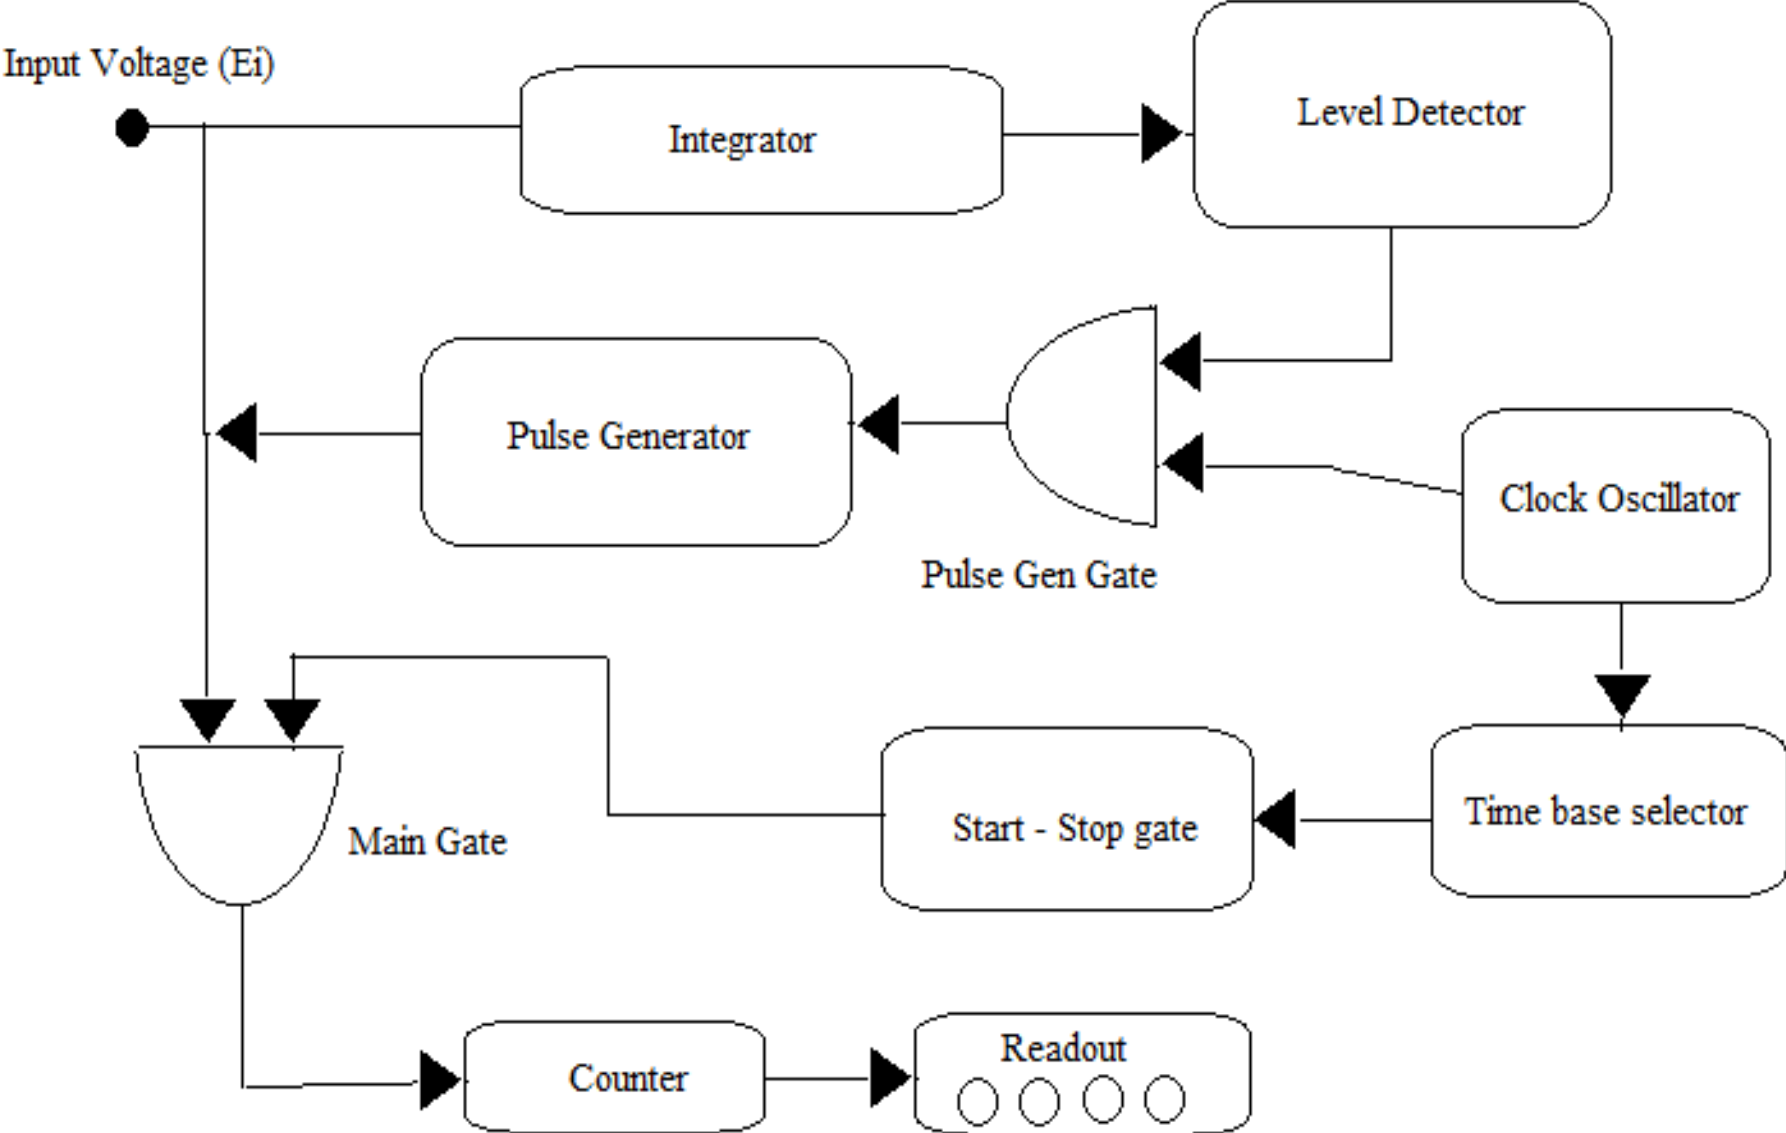 Input Voltage (Ei)
Integrator
Level Detector
Pulse Generator
Pulse Gen Gate
Clock Oscillator
Main Gate
Start - Stop gate
Time base selector
Counter
Readout